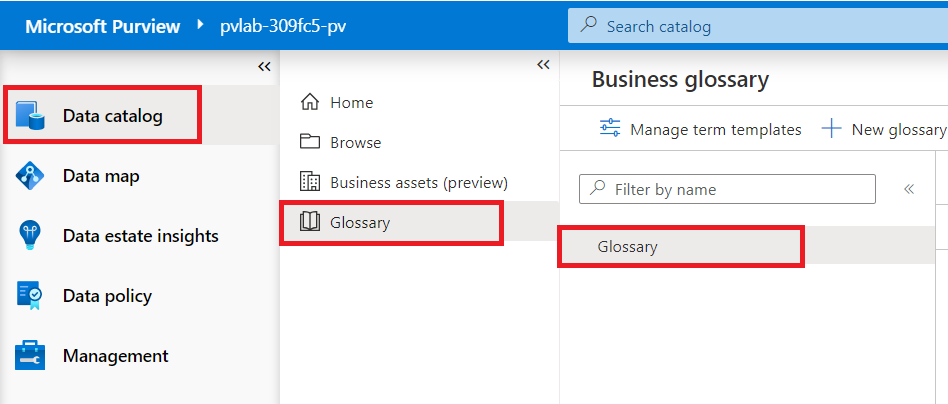 Microsoft Purview pvlab-309fc5-pv
Search catalog
Data catalog
Data map
Data estate insights
Data policy
Management
Home
Browse
Business assets (preview)
Glossary
Business glossary
Manage term templates
New glossary
Filter by name
Glossary